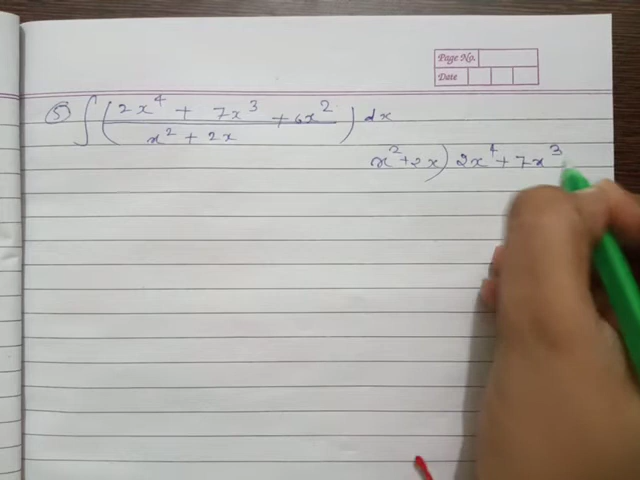 Page No.
Date
5) ∫ ( (2x⁴ + 7x³ + 6x²) / (x² + 2x) ) dx
x² + 2x ) 2x⁴ + 7x³